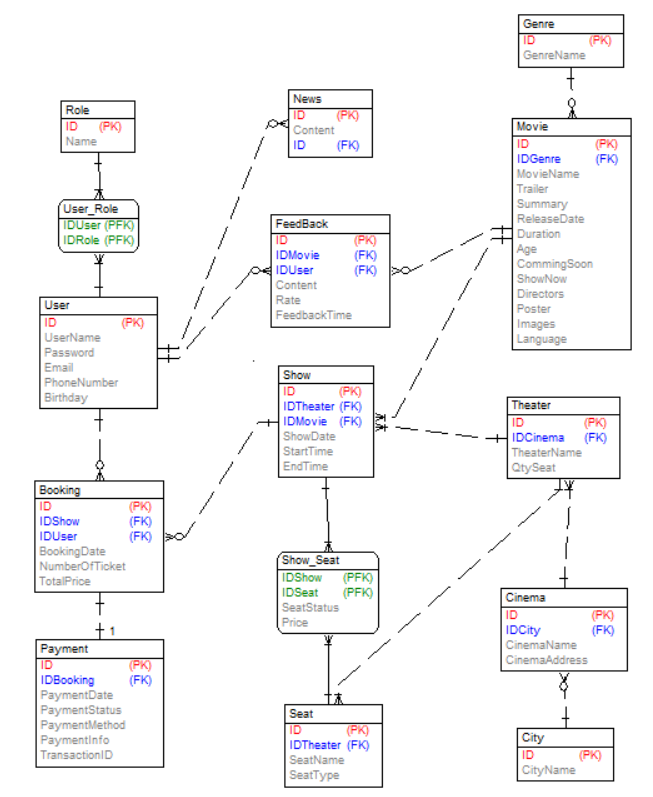 Genre
ID (PK)
GenreName
News
ID (PK)
Content
ID (FK)
Role
ID (PK)
Name
Movie
ID (PK)
IDGenre (FK)
MovieName
Trailer
Summary
ReleaseDate
Duration
Age
CommingSoon
ShowNow
Directors
Poster
Images
Language
User_Role
IDUser (PFK)
IDRole (PFK)
FeedBack
ID (PK)
IDMovie (FK)
IDUser (FK)
Content
Rate
FeedbackTime
User
ID (PK)
UserName
Password
Email
PhoneNumber
Birthday
Show
ID (PK)
IDTheater (FK)
IDMovie (FK)
ShowDate
StartTime
EndTime
Theater
ID (PK)
IDCinema (FK)
TheaterName
QtySeat
Booking
ID (PK)
IDShow (FK)
IDUser (FK)
BookingDate
NumberOfTicket
TotalPrice
Show_Seat
IDShow (PFK)
IDSeat (PFK)
SeatStatus
Price
Cinema
ID (PK)
IDCity (FK)
CinemaName
CinemaAddress
1
Payment
ID (PK)
IDBooking (FK)
PaymentDate
PaymentStatus
PaymentMethod
PaymentInfo
TransactionID
Seat
ID (PK)
IDTheater (FK)
SeatName
SeatType
City
ID (PK)
CityName